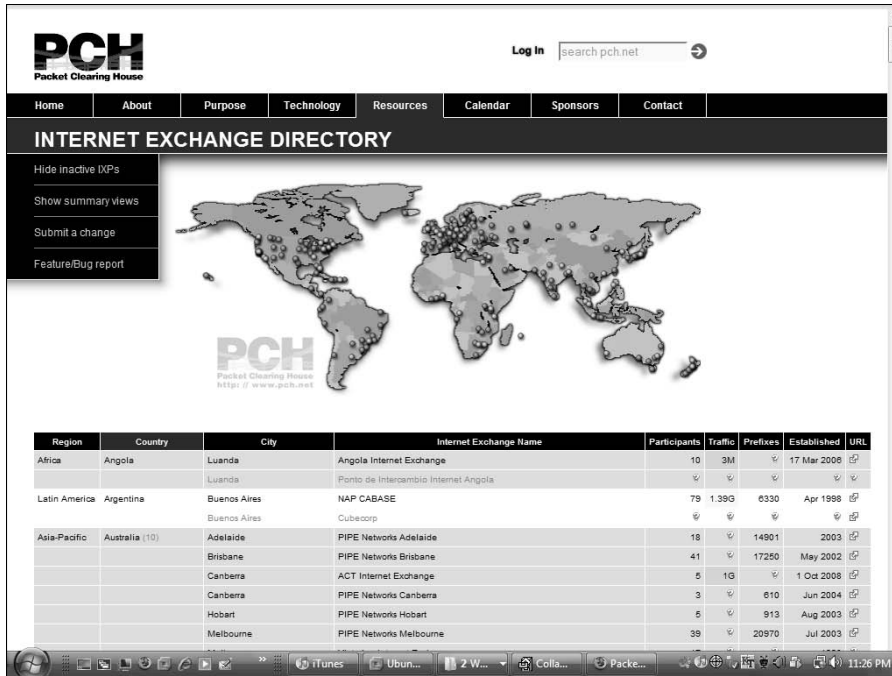 PCH
Packet Clearing House
Log In search pch.net
Home About Purpose Technology Resources Calendar Sponsors Contact
INTERNET EXCHANGE DIRECTORY
Hide inactive IXPs
Show summary views
Submit a change
Feature/Bug report
PCH
Packet Clearing House
http://www.pch.net
Region Country City Internet Exchange Name Participants Traffic Prefixes Established URL
Africa Angola Luanda Angola Internet Exchange 10 3M 17 Mar 2006
Luanda Ponto de Intercambio Internet Angola
Latin America Argentina Buenos Aires NAP CABASE 79 1.39G 6330 Apr 1998
Buenos Aires Cubecorp
Asia-Pacific Australia (10) Adelaide PIPE Networks Adelaide 18 14901 2003
Brisbane PIPE Networks Brisbane 41 17250 May 2002
Canberra ACT Internet Exchange 5 1G 1 Oct 2008
Canberra PIPE Networks Canberra 3 610 Jun 2004
Hobart PIPE Networks Hobart 5 913 Aug 2003
Melbourne PIPE Networks Melbourne 39 20970 Jul 2003
» iTunes Ubun... 2 W... Colla... Packe... 11:26 PM